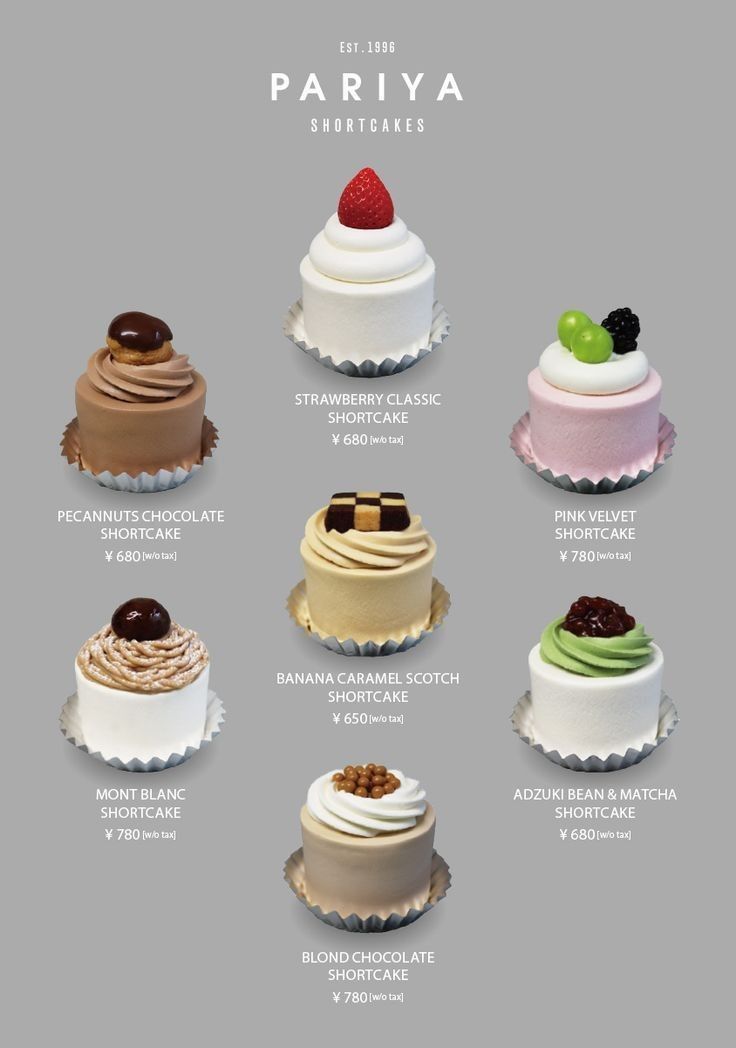 EST.1996
PARIYA
SHORTCAKES
STRAWBERRY CLASSIC
SHORTCAKE
¥ 680 [w/o tax]
PECANNUTS CHOCOLATE
SHORTCAKE
¥ 680 [w/o tax]
PINK VELVET
SHORTCAKE
¥ 780 [w/o tax]
BANANA CARAMEL SCOTCH
SHORTCAKE
¥ 650 [w/o tax]
MONT BLANC
SHORTCAKE
¥ 780 [w/o tax]
ADZUKI BEAN & MATCHA
SHORTCAKE
¥ 680 [w/o tax]
BLOND CHOCOLATE
SHORTCAKE
¥ 780 [w/o tax]